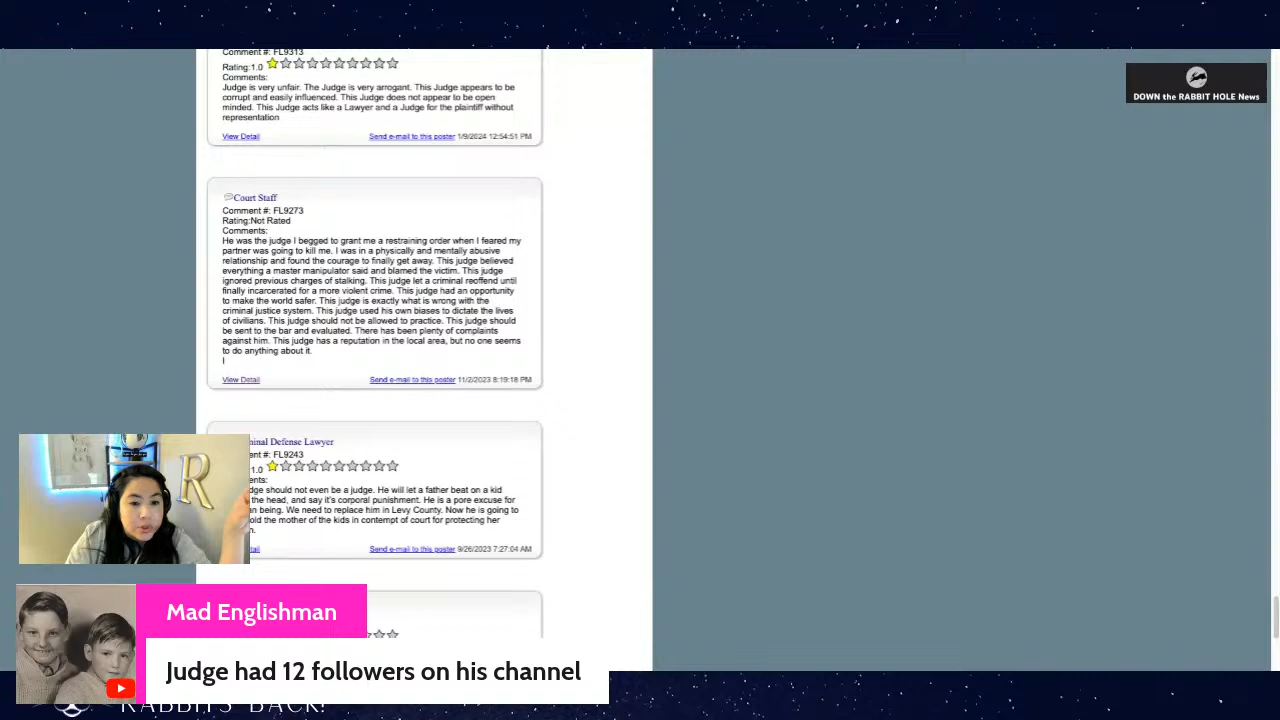 Comment #: FL9313
Rating:1.0
Comments:
Judge is very unfair. The Judge is very arrogant. This Judge appears to be
corrupt and easily influenced. This Judge does not appear to be open
minded. This Judge acts like a Lawyer and a Judge for the plaintiff without
representation
View Detail Send e-mail to this poster 1/9/2024 12:54:51 PM
DOWN the RABBIT HOLE News
Court Staff
Comment #: FL9273
Rating:Not Rated
Comments:
He was the judge I begged to grant me a restraining order when I feared my
partner was going to kill me. I was in a physically and mentally abusive
relationship and found the courage to finally get away. This judge believed
everything a master manipulator said and blamed the victim. This judge
ignored previous charges of stalking. This judge let a criminal reoffend until
finally incarcerated for a more violent crime. This judge had an opportunity
to make the world safer. This judge is exactly what is wrong with the
criminal justice system. This judge used his own biases to dictate the lives
of civilians. This judge should not be allowed to practice. This judge should
be sent to the bar and evaluated. There has been plenty of complaints
against him. This judge has a reputation in the local area, but no one seems
to do anything about it.
I
View Detail Send e-mail to this poster 11/2/2023 8:19:18 PM
minal Defense Lawyer
ent #: FL9243
1.0
ents:
dge should not even be a judge. He will let a father beat on a kid
the head, and say it's corporal punishment. He is a pore excuse for
an being. We need to replace him in Levy County. Now he is going to
old the mother of the kids in contempt of court for protecting her
n.
tail Send e-mail to this poster 9/26/2023 7:27:04 AM
R
Mad Englishman
Judge had 12 followers on his channel
RABBITS BACK!